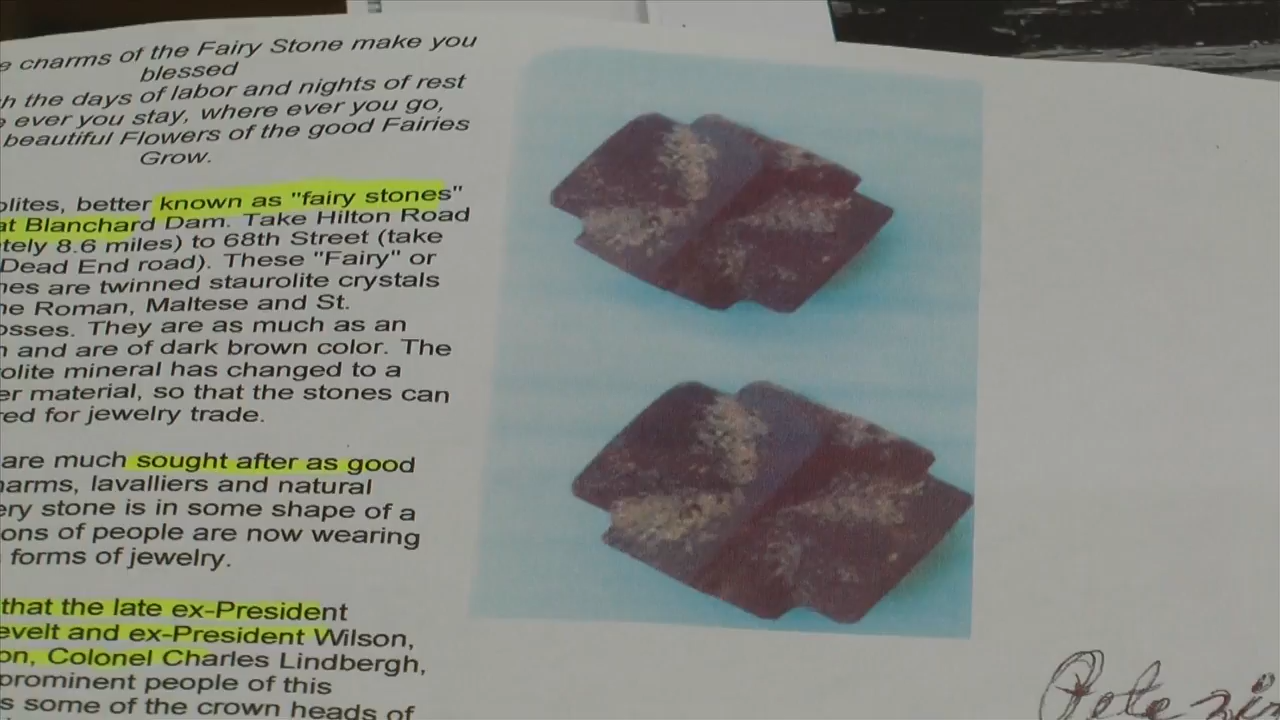 charms of the Fairy Stone make you
blessed
the days of labor and nights of rest
ever you stay, where ever you go,
beautiful Flowers of the good Fairies
Grow.
olites, better known as "fairy stones"
at Blanchard Dam. Take Hilton Road
tely 8.6 miles) to 68th Street (take
Dead End road). These "Fairy" or
nes are twinned staurolite crystals
he Roman, Maltese and St.
osses. They are as much as an
and are of dark brown color. The
olite mineral has changed to a
er material, so that the stones can
red for jewelry trade.
are much sought after as good
harms, lavalliers and natural
ery stone is in some shape of a
ons of people are now wearing
forms of jewelry.
that the late ex-President
evelt and ex-President Wilson,
on, Colonel Charles Lindbergh,
prominent people of this
s some of the crown heads of
Pete